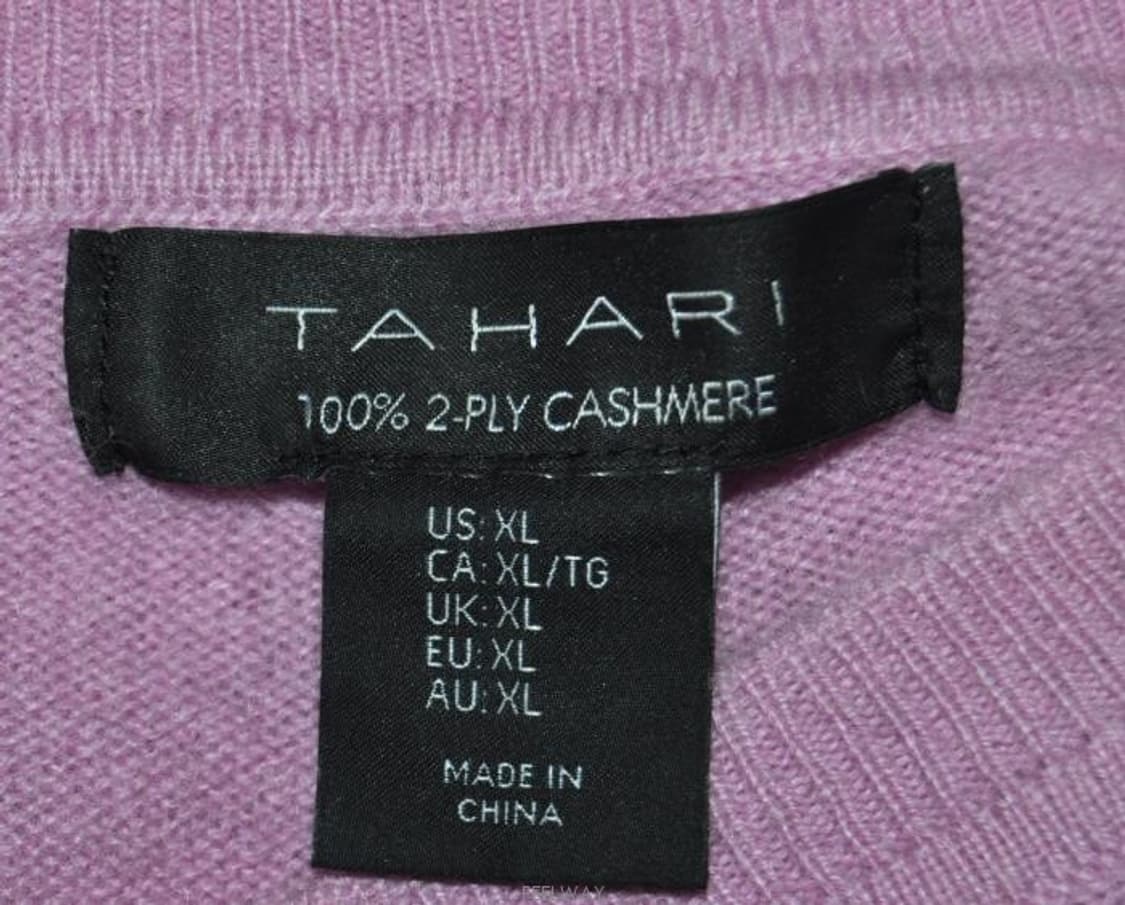 TAHARI
100% 2-PLY CASHMERE
US: XL
CA: XL/TG
UK: XL
EU: XL
AU: XL
MADE IN
CHINA
FEELWAY